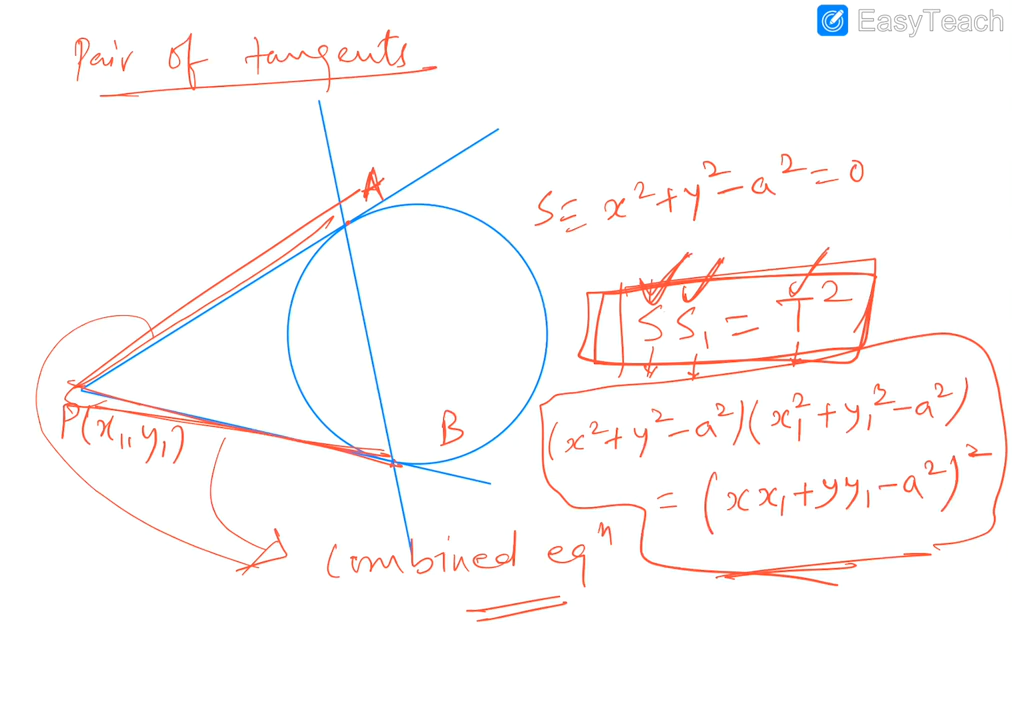 EasyTeach
Pair of tangents
A
S ≡ x²+y²-a²=0
SS₁ = T²
P(x₁,y₁)
B
(x²+y²-a²)(x₁²+y₁²-a²)
= (xx₁+yy₁-a²)²
Combined eqⁿ